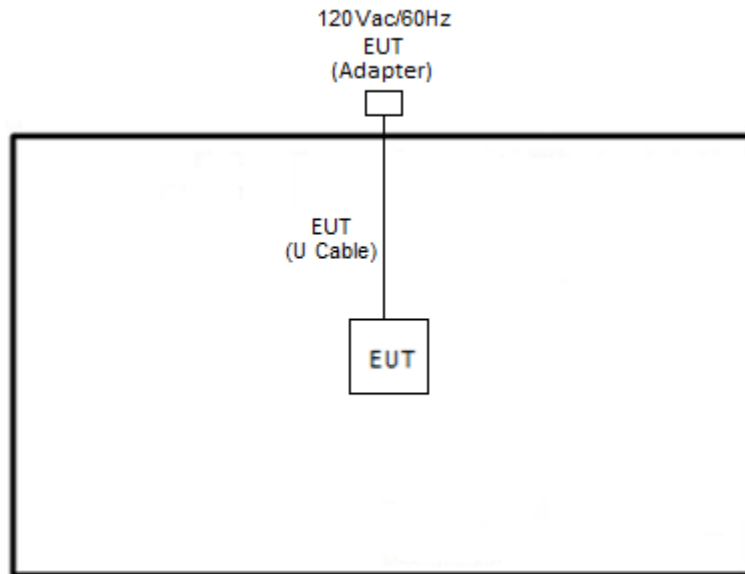 120Vac/60Hz
EUT
(Adapter)
EUT
(U Cable)
EUT